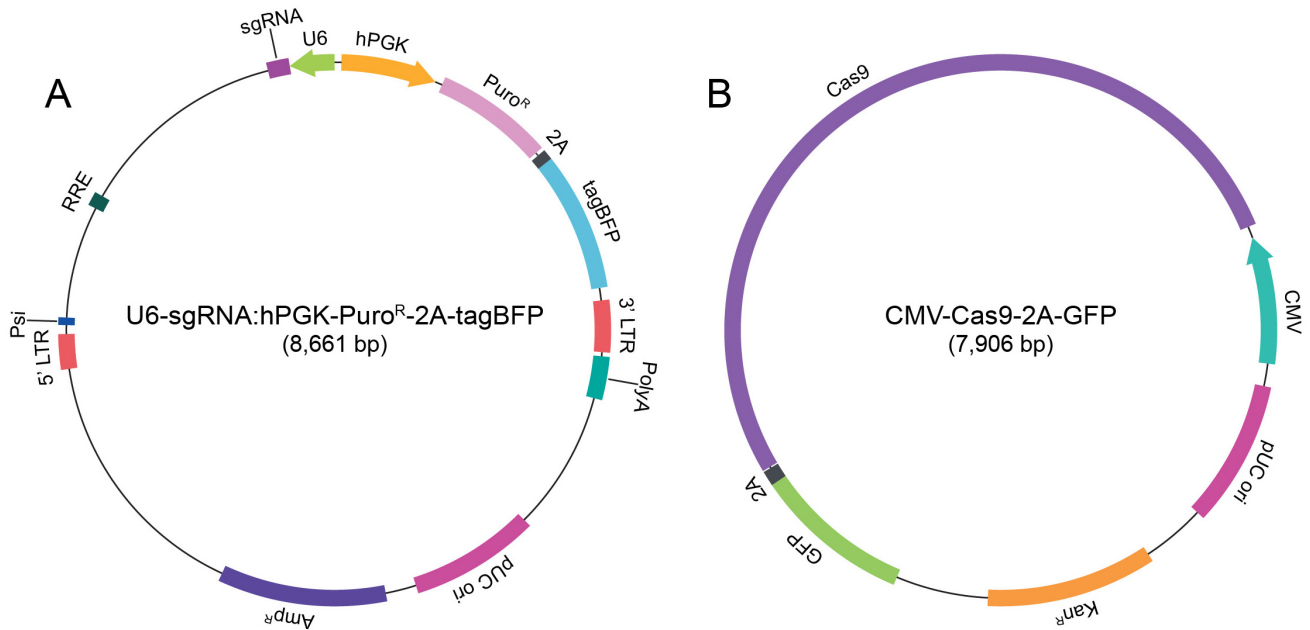 A
sgRNA
U6
hPGK
Puroᴿ
2A
tagBFP
3' LTR
PolyA
pUC ori
Ampᴿ
5' LTR
Psi
RRE
U6-sgRNA:hPGK-Puroᴿ-2A-tagBFP
(8,661 bp)
B
Cas9
CMV
pUC ori
Kanᴿ
GFP
2A
CMV-Cas9-2A-GFP
(7,906 bp)